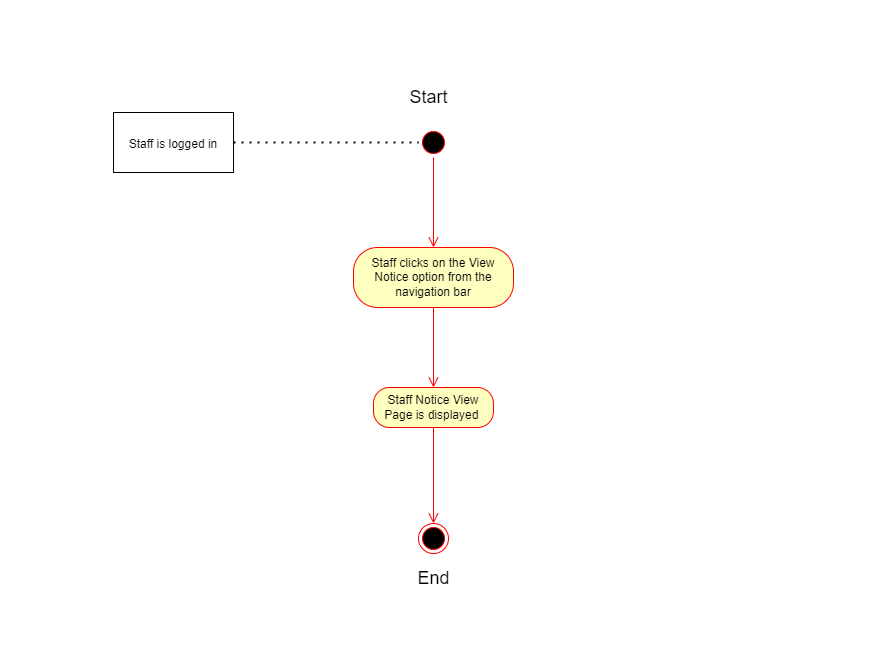 Start
Staff is logged in
Staff clicks on the View
Notice option from the
navigation bar
Staff Notice View
Page is displayed
End